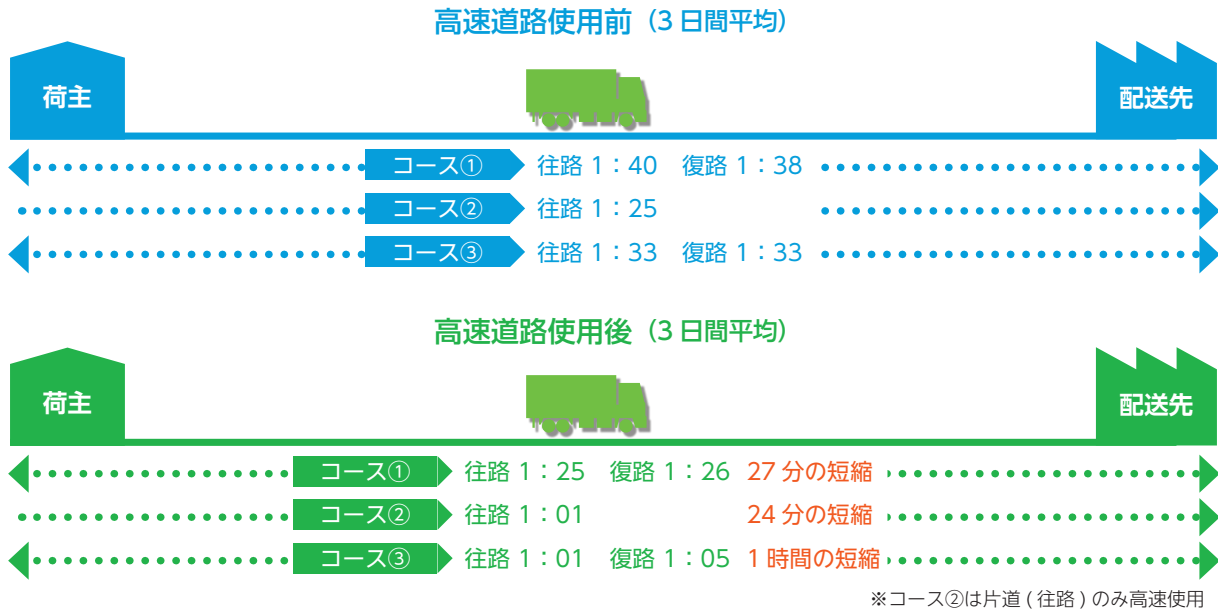 高速道路使用前（3 日間平均）
荷主
配送先
コース① 往路 1：40 復路 1：38
コース② 往路 1：25
コース③ 往路 1：33 復路 1：33
高速道路使用後（3 日間平均）
荷主
配送先
コース① 往路 1：25 復路 1：26 27 分の短縮
コース② 往路 1：01 24 分の短縮
コース③ 往路 1：01 復路 1：05 1 時間の短縮
※コース②は片道 ( 往路 ) のみ高速使用